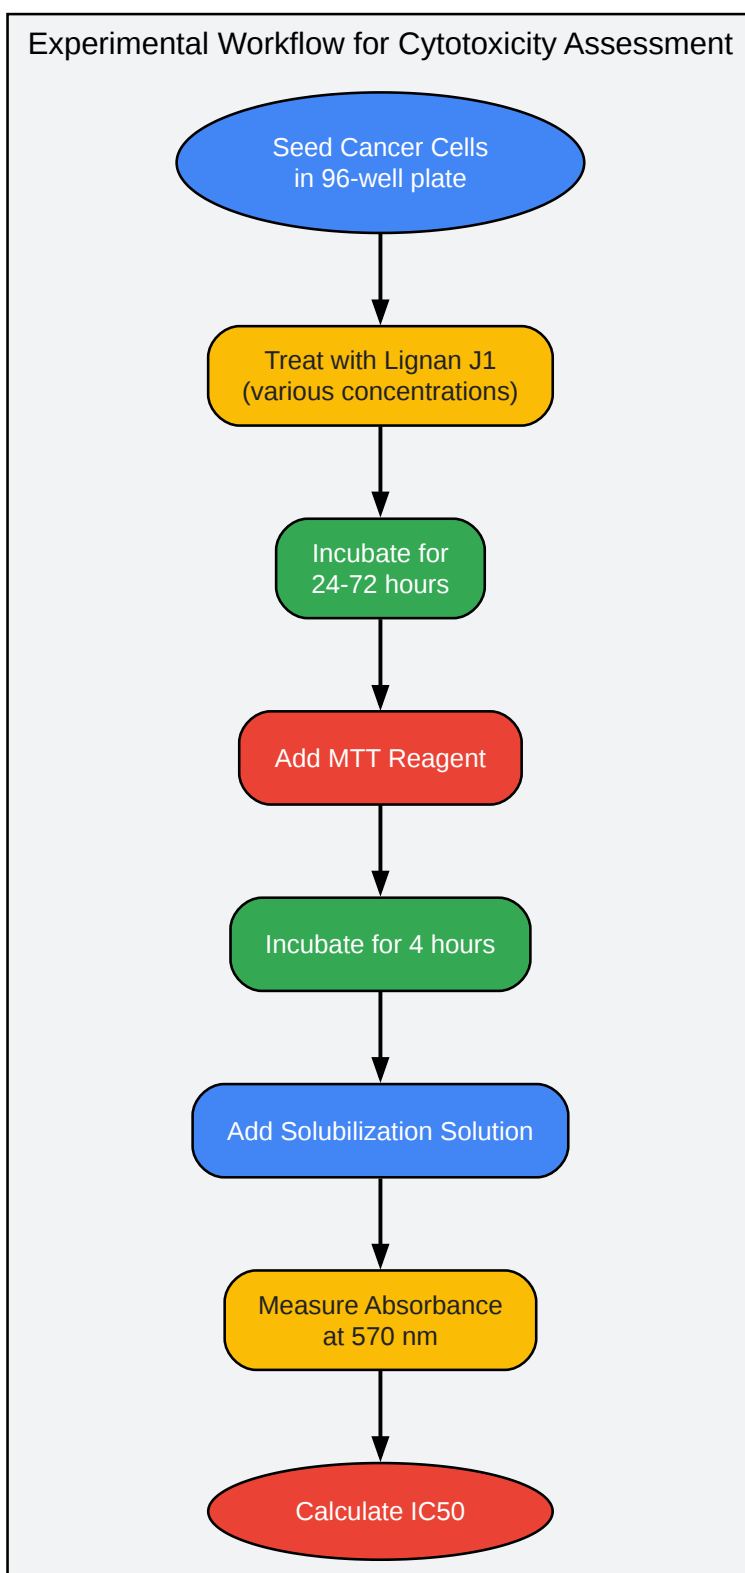 Experimental Workflow for Cytotoxicity Assessment
Seed Cancer Cells
in 96-well plate
Treat with Lignan J1
(various concentrations)
Incubate for
24-72 hours
Add MTT Reagent
Incubate for 4 hours
Add Solubilization Solution
Measure Absorbance
at 570 nm
Calculate IC50